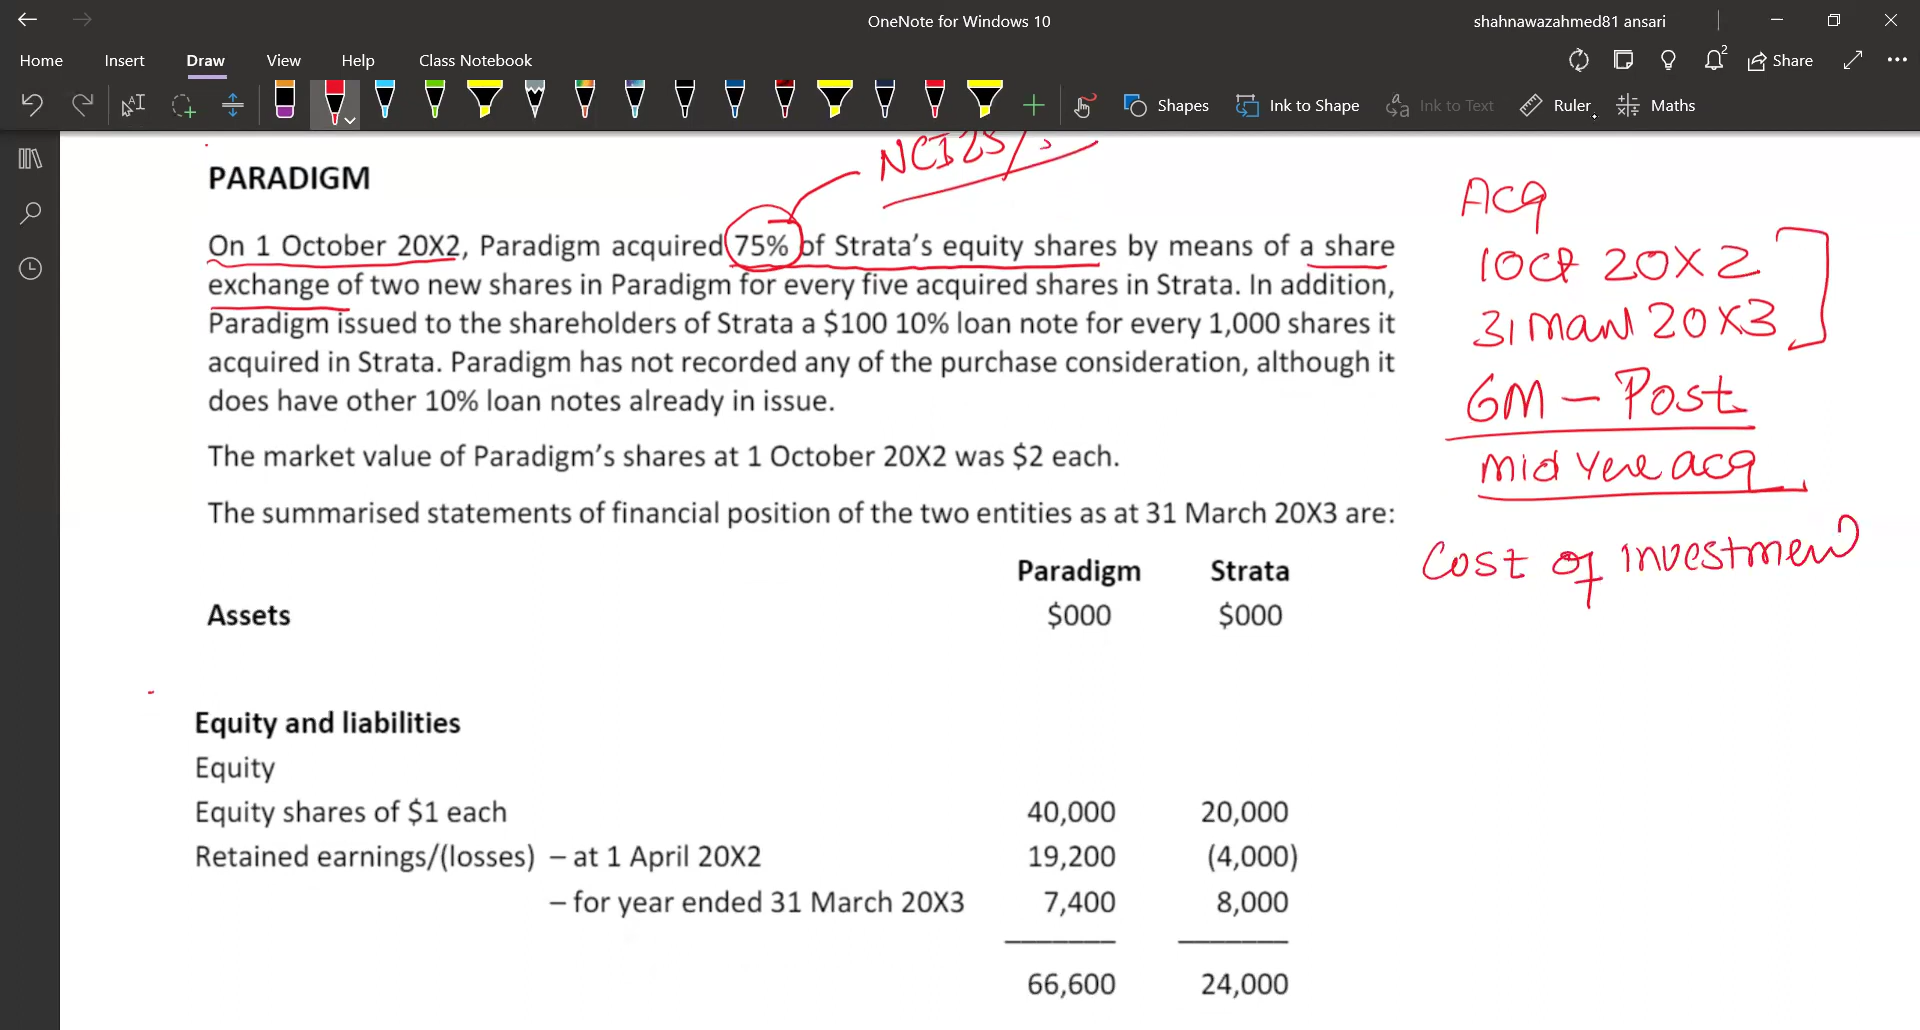 OneNote for Windows 10
shahnawazahmed81 ansari
Home Insert Draw View Help Class Notebook
2
Share
Shapes Ink to Shape Ink to Text Ruler Maths
NCI 25%
PARADIGM
On 1 October 20X2, Paradigm acquired 75% of Strata's equity shares by means of a share
exchange of two new shares in Paradigm for every five acquired shares in Strata. In addition,
Paradigm issued to the shareholders of Strata a $100 10% loan note for every 1,000 shares it
acquired in Strata. Paradigm has not recorded any of the purchase consideration, although it
does have other 10% loan notes already in issue.
The market value of Paradigm's shares at 1 October 20X2 was $2 each.
The summarised statements of financial position of the two entities as at 31 March 20X3 are:
Paradigm Strata
Assets $000 $000
Equity and liabilities
Equity
Equity shares of $1 each 40,000 20,000
Retained earnings/(losses) – at 1 April 20X2 19,200 (4,000)
– for year ended 31 March 20X3 7,400 8,000
66,600 24,000
Acq
1 Oct 20X2
31 20X3
6M – Post
mid acq
Cost of